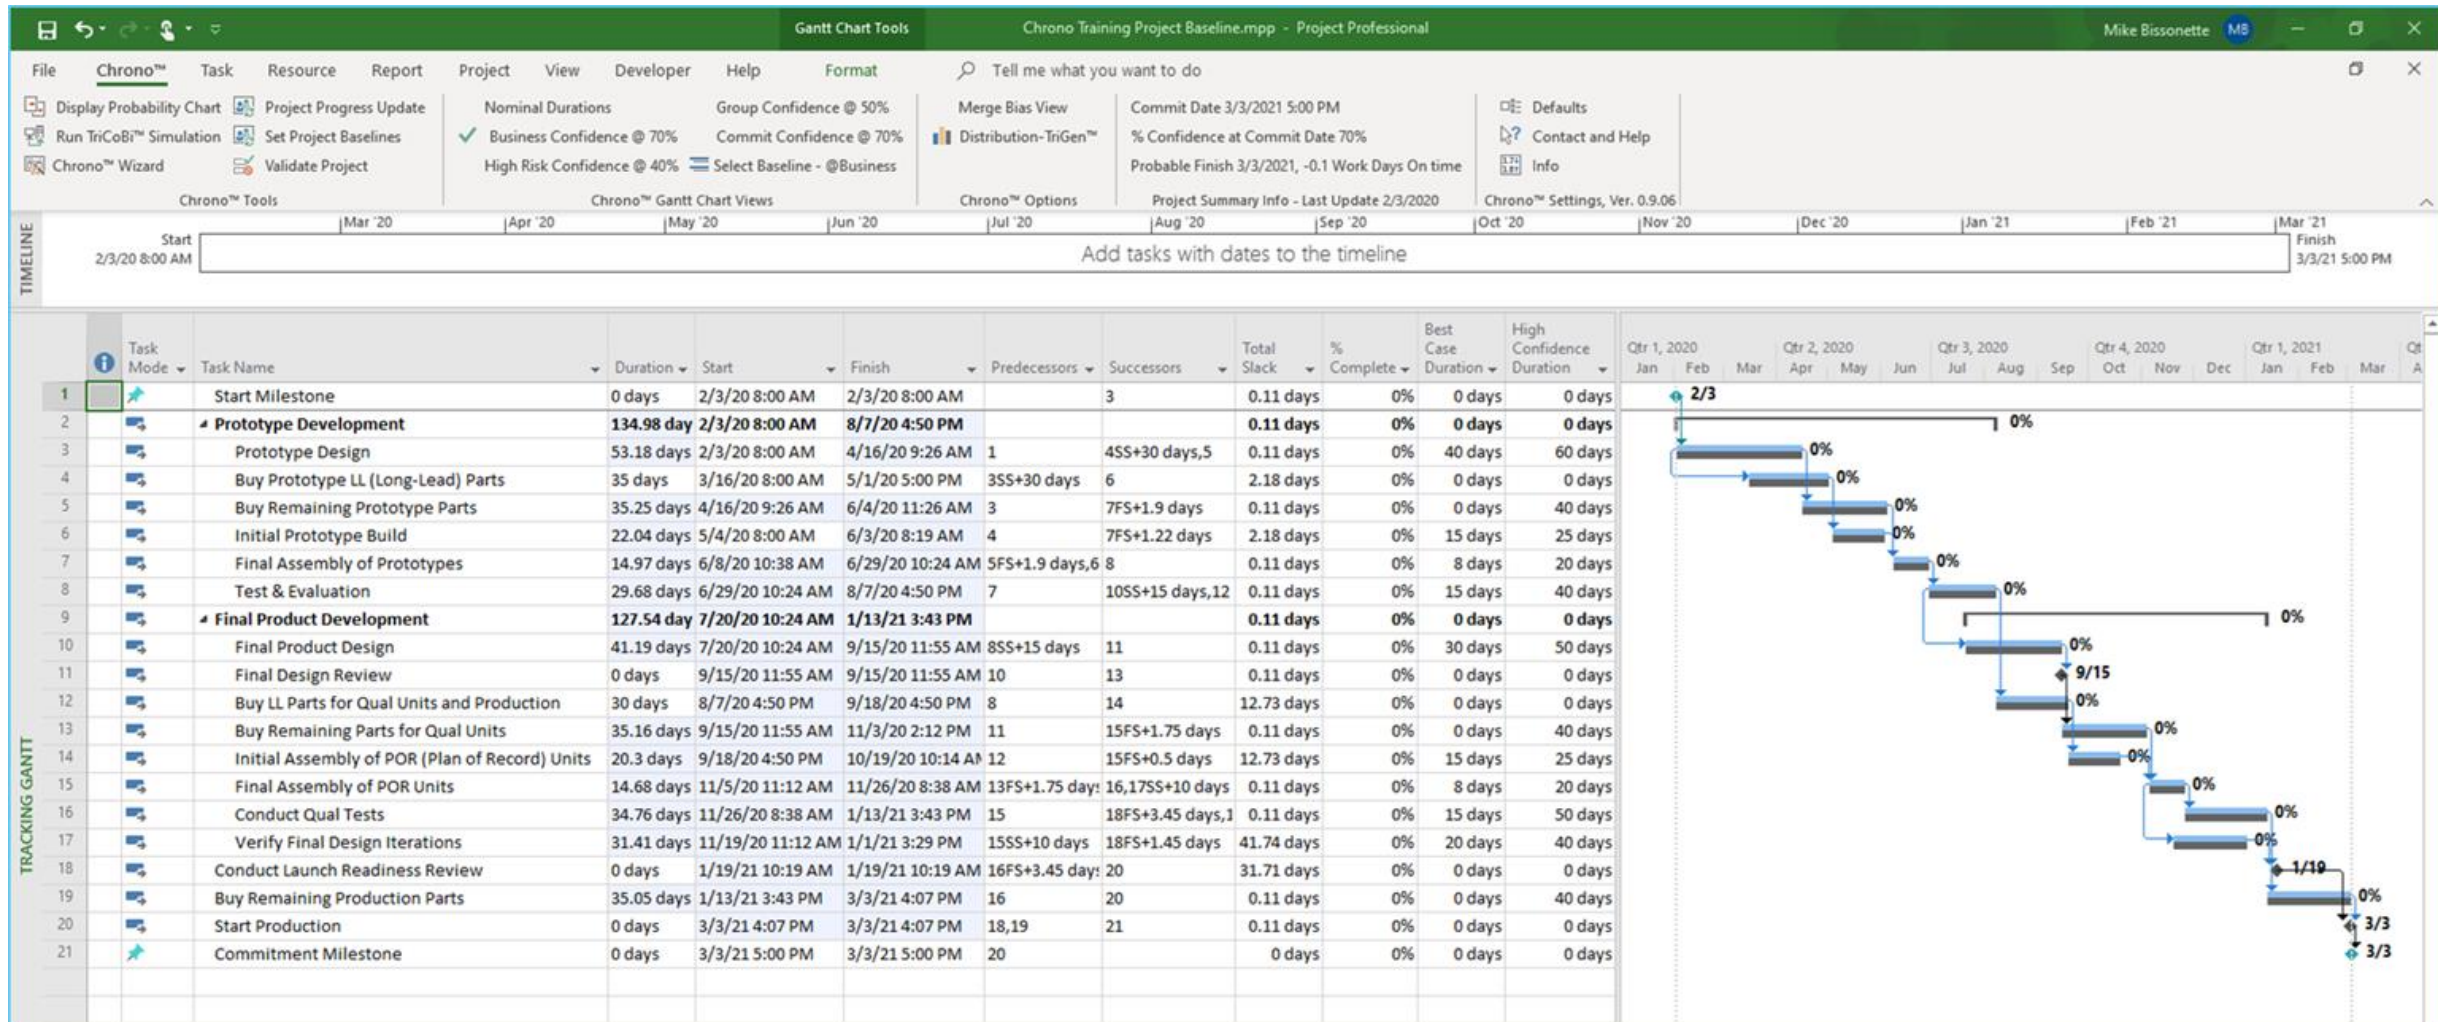 Gantt Chart Tools Chrono Training Project Baseline.mpp - Project Professional Mike Bissonette MB
File Chrono™ Task Resource Report Project View Developer Help Format Tell me what you want to do
Display Probability Chart Project Progress Update Nominal Durations Group Confidence @ 50% Merge Bias View Commit Date 3/3/2021 5:00 PM Defaults
Run TriCoBi™ Simulation Set Project Baselines Business Confidence @ 70% Commit Confidence @ 70% Distribution-TriGen™ % Confidence at Commit Date 70% Contact and Help
Chrono™ Wizard Validate Project High Risk Confidence @ 40% Select Baseline - @Business Probable Finish 3/3/2021, -0.1 Work Days On time Info
Chrono™ Tools Chrono™ Gantt Chart Views Chrono™ Options Project Summary Info - Last Update 2/3/2020 Chrono™ Settings, Ver. 0.9.06
TIMELINE
Mar '20 Apr '20 May '20 Jun '20 Jul '20 Aug '20 Sep '20 Oct '20 Nov '20 Dec '20 Jan '21 Feb '21 Mar '21
Start
2/3/20 8:00 AM
Add tasks with dates to the timeline
Finish
3/3/21 5:00 PM
TRACKING GANTT
Task Mode Task Name Duration Start Finish Predecessors Successors Total Slack % Complete Best Case Duration High Confidence Duration
Qtr 1, 2020 Qtr 2, 2020 Qtr 3, 2020 Qtr 4, 2020 Qtr 1, 2021 Qt
Jan Feb Mar Apr May Jun Jul Aug Sep Oct Nov Dec Jan Feb Mar A
1 Start Milestone 0 days 2/3/20 8:00 AM 2/3/20 8:00 AM 3 0.11 days 0% 0 days 0 days 2/3
2 Prototype Development 134.98 day 2/3/20 8:00 AM 8/7/20 4:50 PM 0.11 days 0% 0 days 0 days 0%
3 Prototype Design 53.18 days 2/3/20 8:00 AM 4/16/20 9:26 AM 1 4SS+30 days,5 0.11 days 0% 40 days 60 days 0%
4 Buy Prototype LL (Long-Lead) Parts 35 days 3/16/20 8:00 AM 5/1/20 5:00 PM 3SS+30 days 6 2.18 days 0% 0 days 0 days 0%
5 Buy Remaining Prototype Parts 35.25 days 4/16/20 9:26 AM 6/4/20 11:26 AM 3 7FS+1.9 days 0.11 days 0% 0 days 40 days 0%
6 Initial Prototype Build 22.04 days 5/4/20 8:00 AM 6/3/20 8:19 AM 4 7FS+1.22 days 2.18 days 0% 15 days 25 days 0%
7 Final Assembly of Prototypes 14.97 days 6/8/20 10:38 AM 6/29/20 10:24 AM 5FS+1.9 days,6 8 0.11 days 0% 8 days 20 days 0%
8 Test & Evaluation 29.68 days 6/29/20 10:24 AM 8/7/20 4:50 PM 7 10SS+15 days,12 0.11 days 0% 15 days 40 days 0%
9 Final Product Development 127.54 day 7/20/20 10:24 AM 1/13/21 3:43 PM 0.11 days 0% 0 days 0 days 0%
10 Final Product Design 41.19 days 7/20/20 10:24 AM 9/15/20 11:55 AM 8SS+15 days 11 0.11 days 0% 30 days 50 days 0%
11 Final Design Review 0 days 9/15/20 11:55 AM 9/15/20 11:55 AM 10 13 0.11 days 0% 0 days 0 days 9/15
12 Buy LL Parts for Qual Units and Production 30 days 8/7/20 4:50 PM 9/18/20 4:50 PM 8 14 12.73 days 0% 0 days 0 days 0%
13 Buy Remaining Parts for Qual Units 35.16 days 9/15/20 11:55 AM 11/3/20 2:12 PM 11 15FS+1.75 days 0.11 days 0% 0 days 40 days 0%
14 Initial Assembly of POR (Plan of Record) Units 20.3 days 9/18/20 4:50 PM 10/19/20 10:14 AM 12 15FS+0.5 days 12.73 days 0% 15 days 25 days 0%
15 Final Assembly of POR Units 14.68 days 11/5/20 11:12 AM 11/26/20 8:38 AM 13FS+1.75 days 16,17SS+10 days 0.11 days 0% 8 days 20 days 0%
16 Conduct Qual Tests 34.76 days 11/26/20 8:38 AM 1/13/21 3:43 PM 15 18FS+3.45 days,1 0.11 days 0% 15 days 50 days 0%
17 Verify Final Design Iterations 31.41 days 11/19/20 11:12 AM 1/1/21 3:29 PM 15SS+10 days 18FS+1.45 days 41.74 days 0% 20 days 40 days 0%
18 Conduct Launch Readiness Review 0 days 1/19/21 10:19 AM 1/19/21 10:19 AM 16FS+3.45 days 20 31.71 days 0% 0 days 0 days 1/19
19 Buy Remaining Production Parts 35.05 days 1/13/21 3:43 PM 3/3/21 4:07 PM 16 20 0.11 days 0% 0 days 40 days 0%
20 Start Production 0 days 3/3/21 4:07 PM 3/3/21 4:07 PM 18,19 21 0.11 days 0% 0 days 0 days 3/3
21 Commitment Milestone 0 days 3/3/21 5:00 PM 3/3/21 5:00 PM 20 0 days 0% 0 days 0 days 3/3